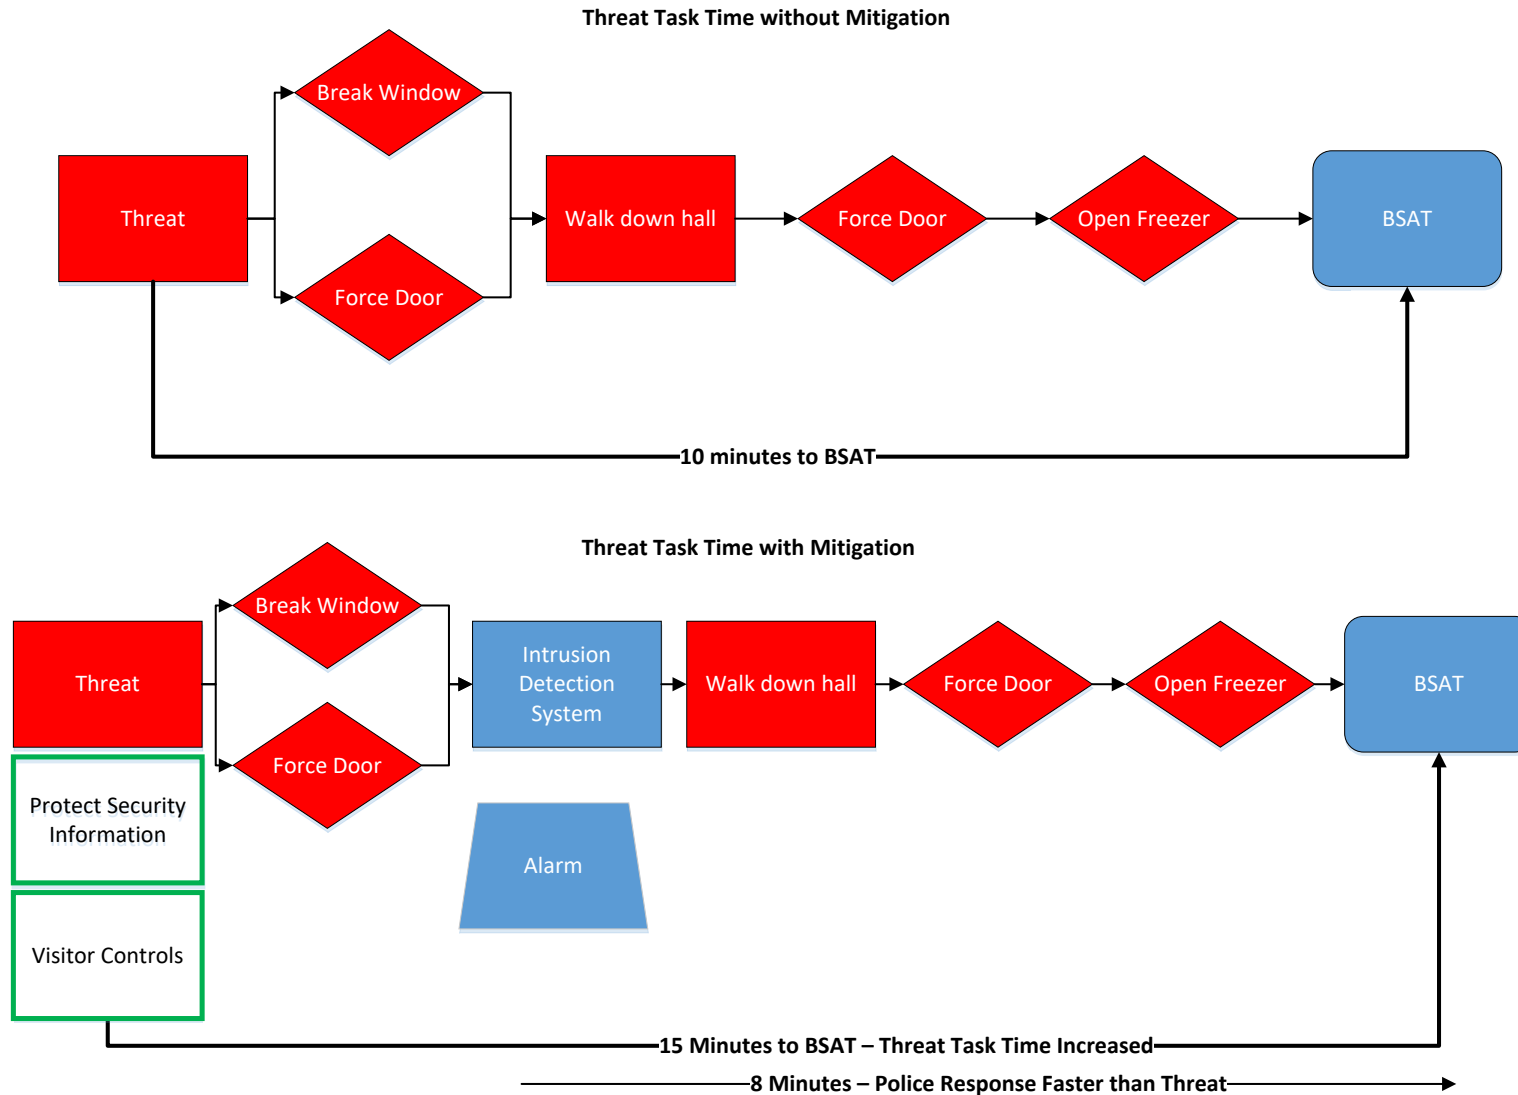 Threat Task Time without Mitigation
Break Window
Threat
Walk down hall
Force Door
Open Freezer
BSAT
Force Door
10 minutes to BSAT
Threat Task Time with Mitigation
Break Window
Threat
Intrusion
Detection
System
Walk down hall
Force Door
Open Freezer
BSAT
Force Door
Protect Security
Information
Alarm
Visitor Controls
15 Minutes to BSAT – Threat Task Time Increased
8 Minutes – Police Response Faster than Threat